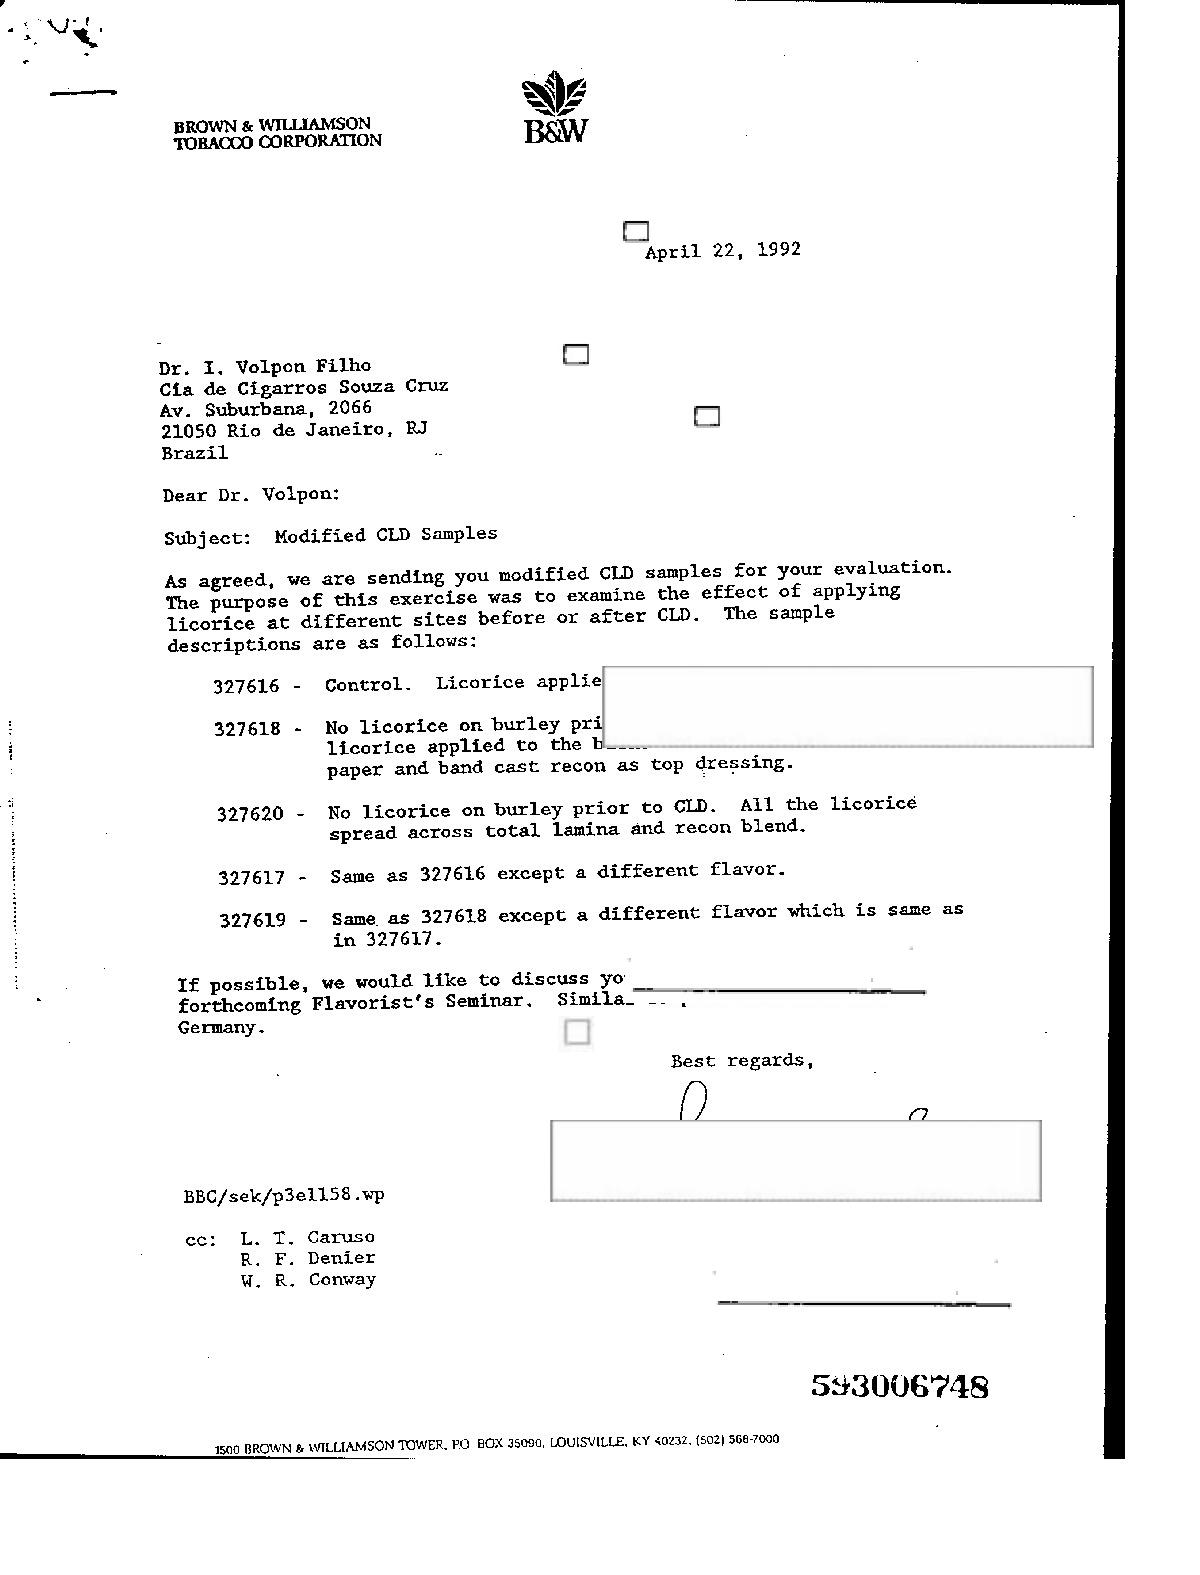 BROWN & WILLIAMSON
TOBACCO CORPORATION
B&W
April 22, 1992
Dr. I. Volpon Filho
Cia de Cigarros Souza Cruz
Av. Suburbana, 2066
21050 Rio de Janeiro, RJ
Brazil
Dear Dr. Volpon:
Subject: Modified CLD Samples
As agreed, we are sending you modified CLD samples for your evaluation.
The purpose of this exercise was to examine the effect of applying
licorice at different sites before or after CLD. The sample
descriptions are as follows:
327616 - Control. Licorice applie
327618 - No licorice on burley pri
licorice applied to the
paper and band cast recon as top dressing.
327620 - No licorice on burley prior to CLD. All the licorice
spread across total lamina and recon blend.
327617 - Same as 327616 except a different flavor.
327619 - Same as 327618 except a different flavor which is same as
in 327617.
If possible, we would like to discuss yo
forthcoming Flavorist's Seminar. Simila
Germany.
Best regards,
BBC/sek/p3e1158.wp
cc: L. T. Caruso
R. F. Denier
W. R. Conway
593006748
1500 BROWN & WILLIAMSON TOWER, P.O. BOX 35090, LOUISVILLE, KY 40232, (502) 568-7000